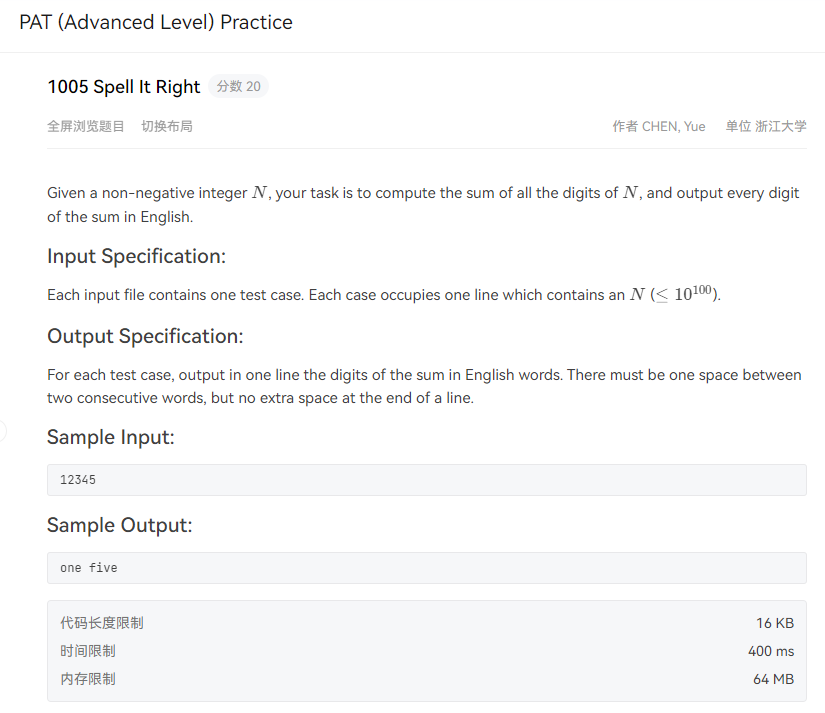 PAT (Advanced Level) Practice
1005 Spell It Right 分数 20
全屏浏览题目 切换布局 作者 CHEN, Yue 单位 浙江大学
Given a non-negative integer N, your task is to compute the sum of all the digits of N, and output every digit
of the sum in English.
Input Specification:
Each input file contains one test case. Each case occupies one line which contains an N (≤ 10¹⁰⁰).
Output Specification:
For each test case, output in one line the digits of the sum in English words. There must be one space between
two consecutive words, but no extra space at the end of a line.
Sample Input:
12345
Sample Output:
one five
代码长度限制 16 KB
时间限制 400 ms
内存限制 64 MB